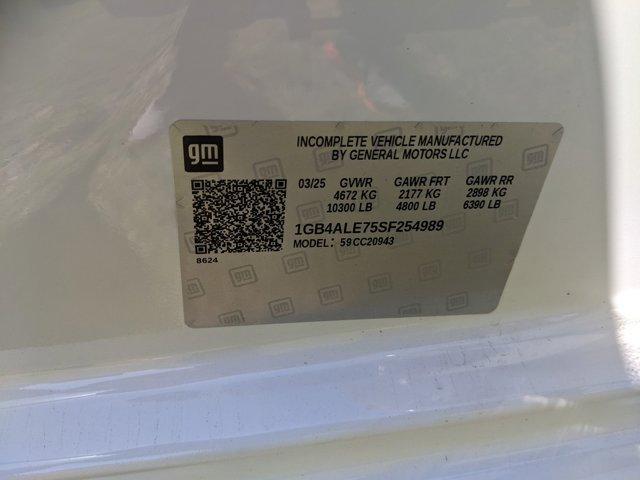 gm
INCOMPLETE VEHICLE MANUFACTURED
BY GENERAL MOTORS LLC
03/25 GVWR GAWR FRT GAWR RR
4672 KG 2177 KG 2898 KG
10300 LB 4800 LB 6390 LB
1GB4ALE75SF254989
MODEL: 59CC20943
8624